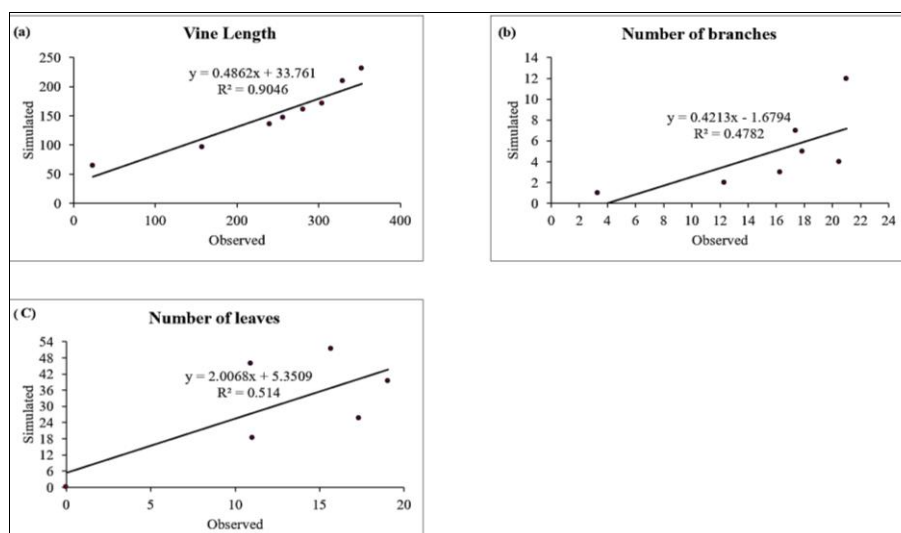 (a)
Vine Length
250
200
150
100
50
0
y = 0.4862x + 33.761
R² = 0.9046
Simulated
0 100 200 300 400
Observed
(b)
Number of branches
14
12
10
8
6
4
2
0
y = 0.4213x - 1.6794
R² = 0.4782
Simulated
0 2 4 6 8 10 12 14 16 18 20 22 24
Observed
(C)
Number of leaves
54
48
42
36
30
24
18
12
6
0
y = 2.0068x + 5.3509
R² = 0.514
Simulated
0 5 10 15 20
Observed